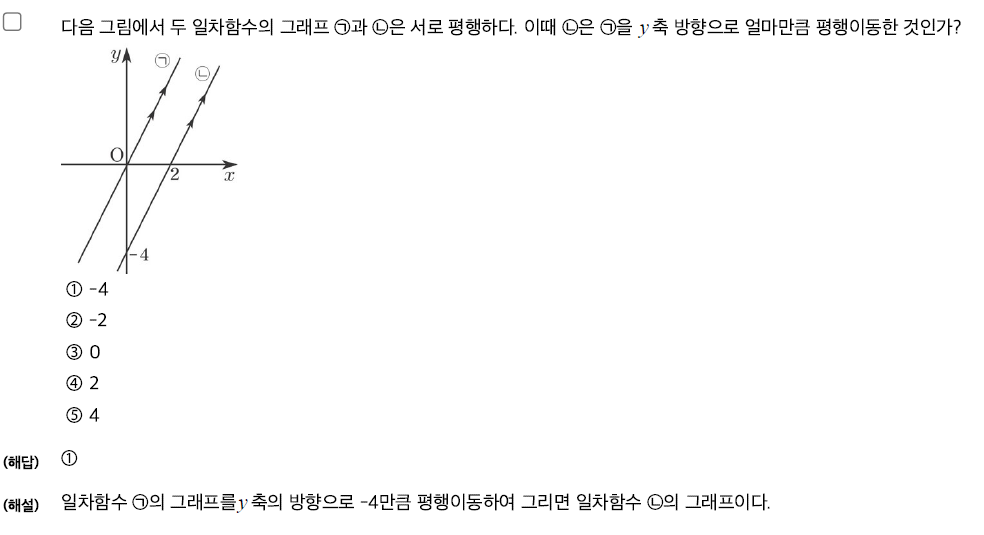 다음 그림에서 두 일차함수의 그래프 ㉠과 ㉡은 서로 평행하다. 이때 ㉡은 ㉠을 y축 방향으로 얼마만큼 평행이동한 것인가?
y ㉠ ㉡
O 2 x
-4
① -4
② -2
③ 0
④ 2
⑤ 4
(해답) ①
(해설) 일차함수 ㉠의 그래프를 y축의 방향으로 -4만큼 평행이동하여 그리면 일차함수 ㉡의 그래프이다.